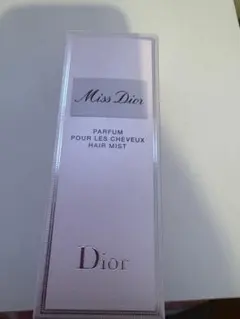 Miss Dior
PARFUM
POUR LES CHEVEUX
HAIR MIST
Dior